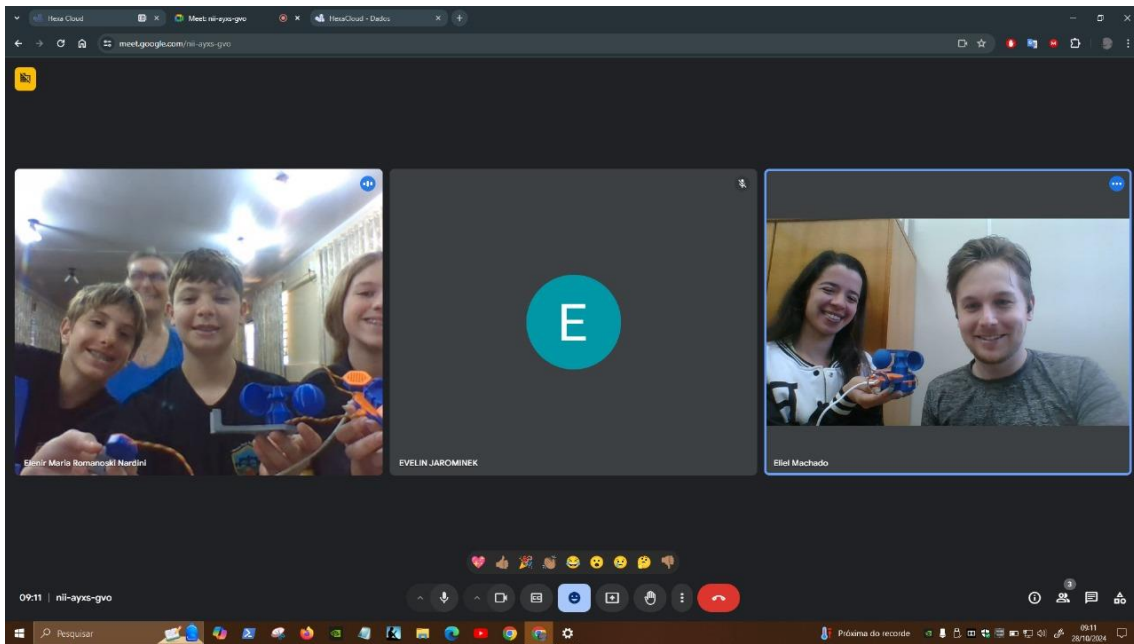 Hexa Cloud
Meet: nii-ayxs-gvo
HexaCloud - Dados
meet.google.com/nii-ayxs-gvo
Elenir Maria Romanoski Nardini
EVELIN JAROMINEK
E
Eliel Machado
09:11 | nii-ayxs-gvo
3
Pesquisar
Próxima do recorde
09:11
28/10/2024